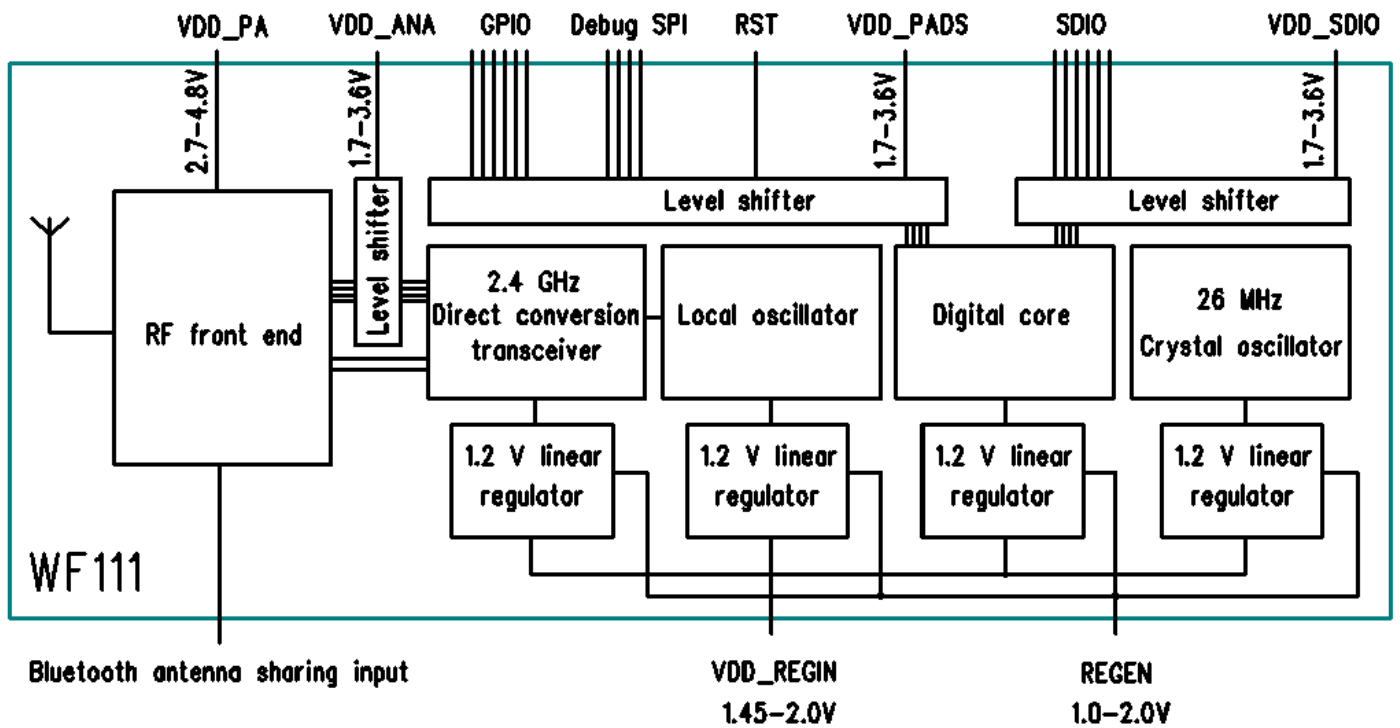 VDD_PA VDD_ANA GPIO Debug SPI RST VDD_PADS SDIO VDD_SDIO
2.7-4.8V
1.7-3.6V
1.7-3.6V
1.7-3.6V
Level shifter
Level shifter
Level shifter
RF front end
2.4 GHz
Direct conversion
transceiver
Local oscillator
Digital core
26 MHz
Crystal oscillator
1.2 V linear
regulator
1.2 V linear
regulator
1.2 V linear
regulator
1.2 V linear
regulator
WF111
Bluetooth antenna sharing input
VDD_REGIN
1.45-2.0V
REGEN
1.0-2.0V